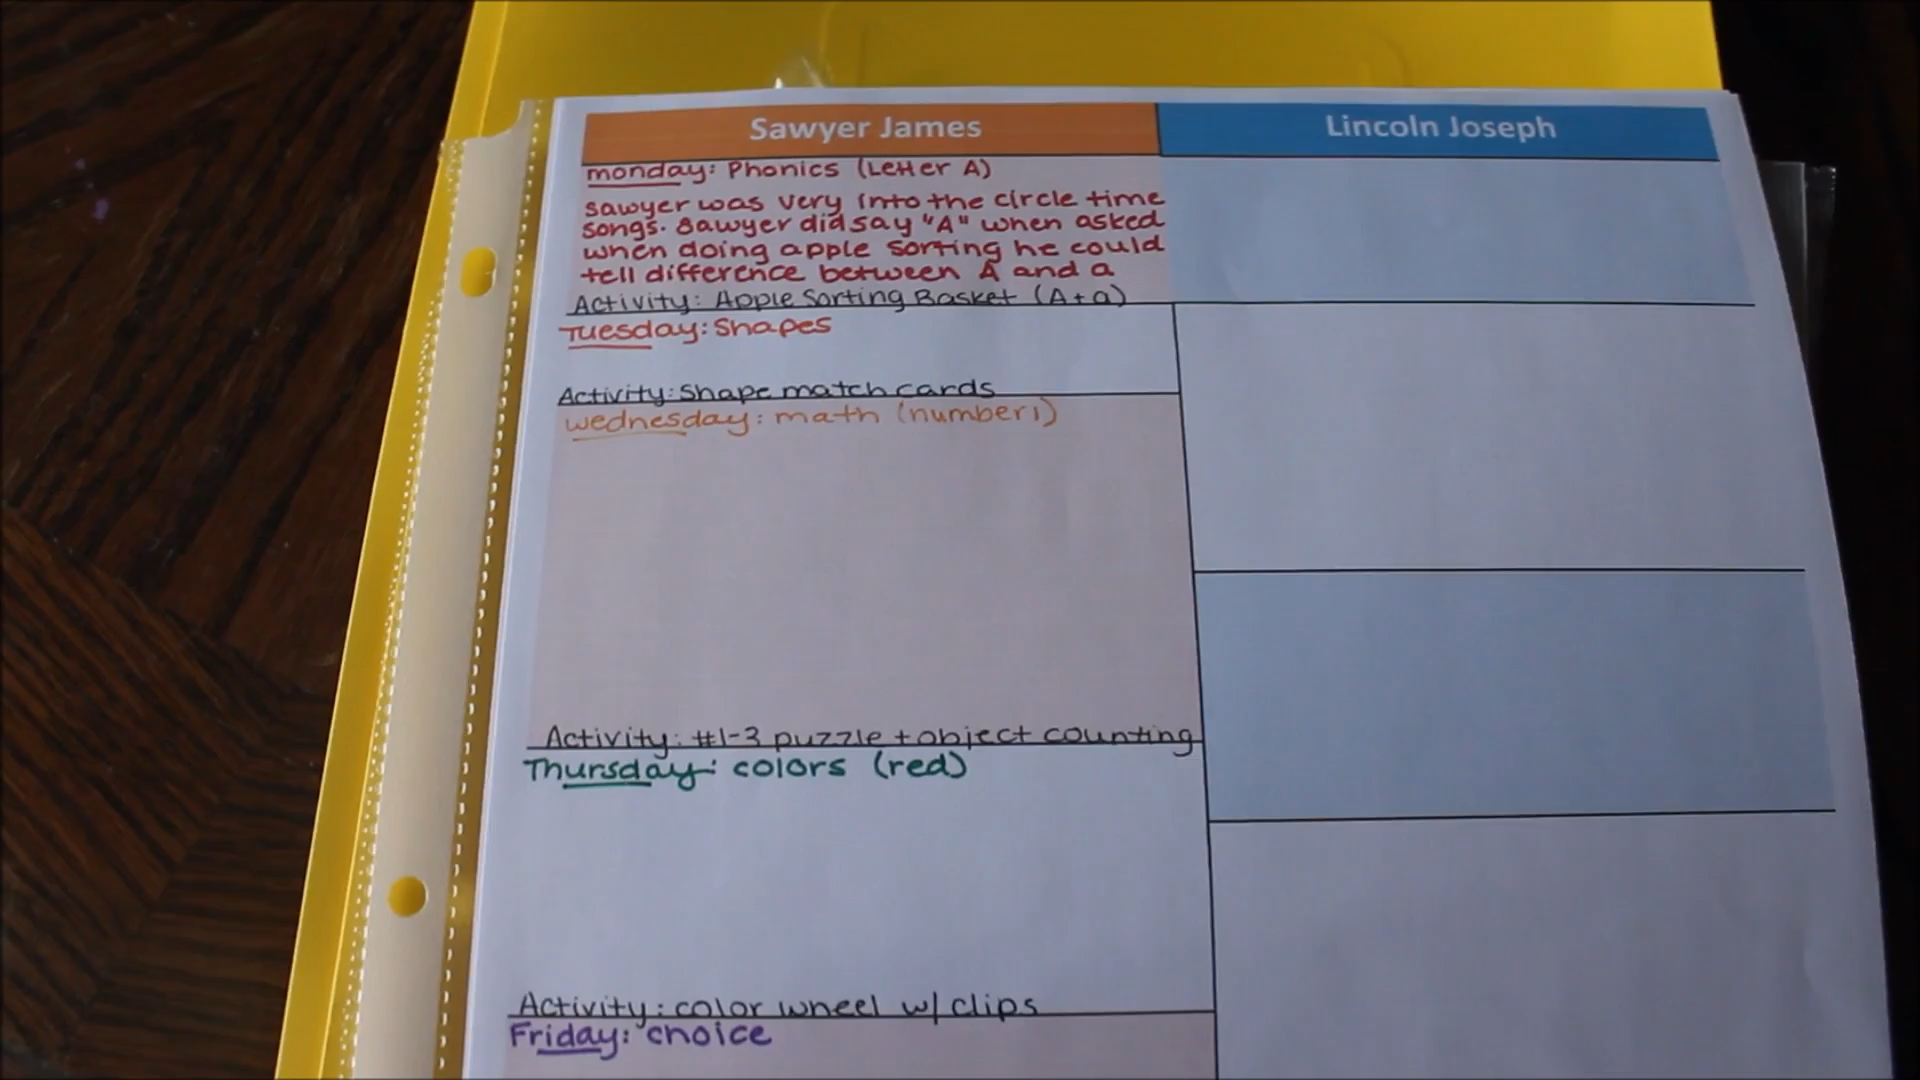 Sawyer James
Lincoln Joseph
monday: Phonics (Letter A)
Sawyer was very into the circle time
songs. Sawyer did say "A" when asked
when doing apple sorting he could
tell difference between A and a
Activity: Apple Sorting Basket (A+a)
Tuesday: Shapes
Activity: Shape match cards
wednesday: math (number 1)
Activity: #1-3 puzzle + object counting
Thursday: colors (red)
Activity: color wheel w/ clips
Friday: choice